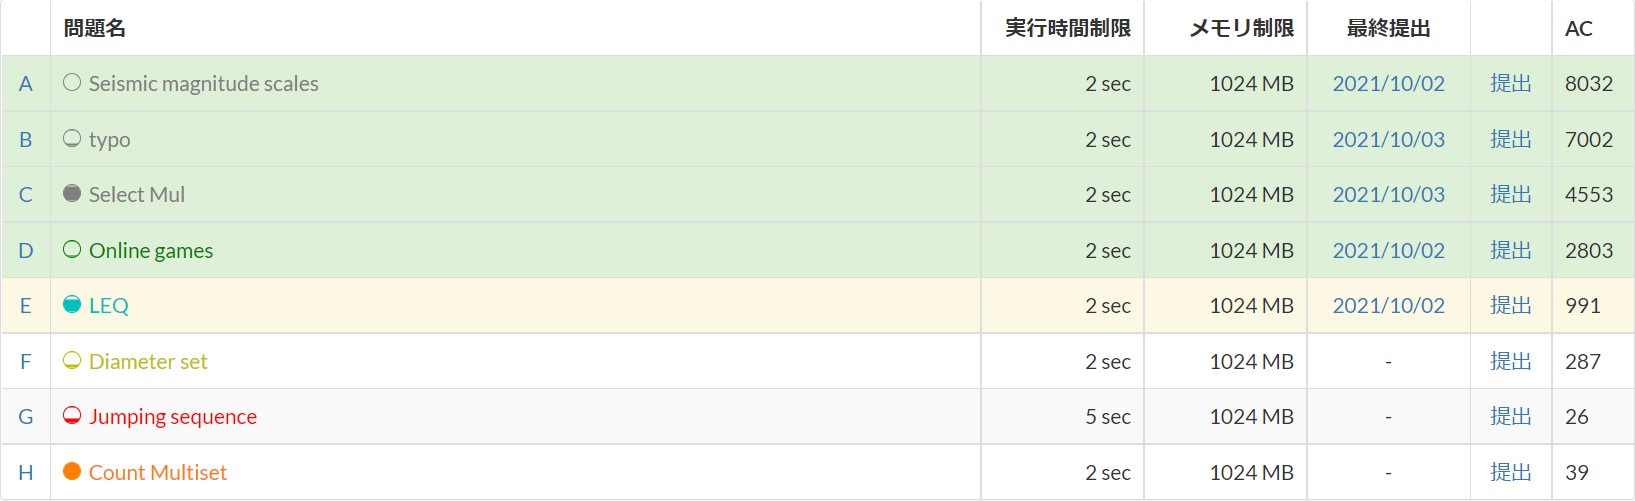 問題名 実行時間制限 メモリ制限 最終提出 AC
A Seismic magnitude scales 2 sec 1024 MB 2021/10/02 提出 8032
B typo 2 sec 1024 MB 2021/10/03 提出 7002
C Select Mul 2 sec 1024 MB 2021/10/03 提出 4553
D Online games 2 sec 1024 MB 2021/10/02 提出 2803
E LEQ 2 sec 1024 MB 2021/10/02 提出 991
F Diameter set 2 sec 1024 MB - 提出 287
G Jumping sequence 5 sec 1024 MB - 提出 26
H Count Multiset 2 sec 1024 MB - 提出 39